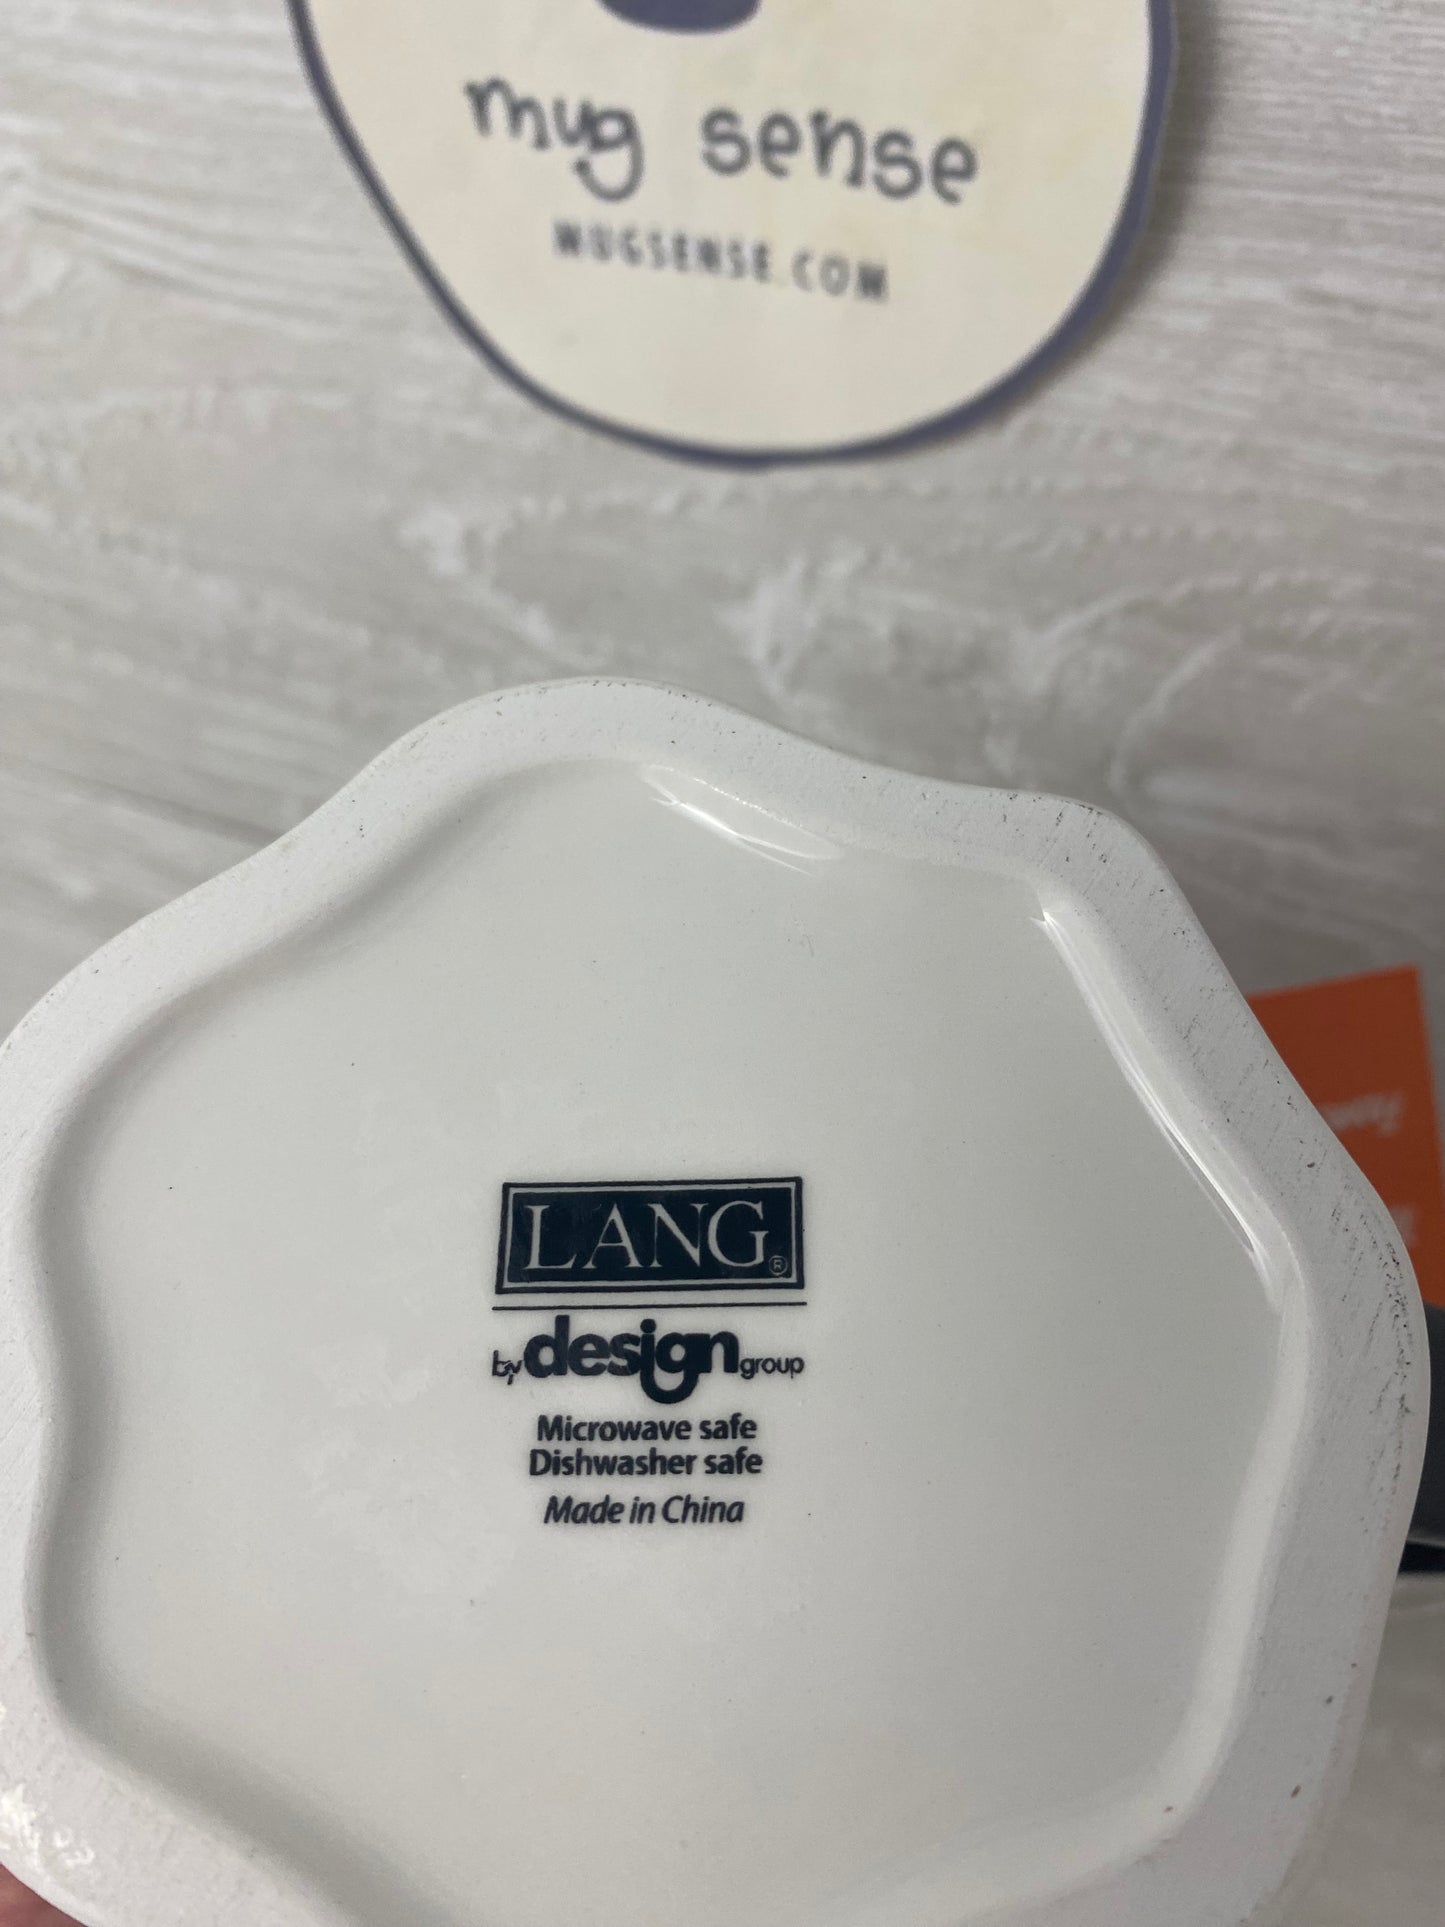 mug sense
MUGSENSE.COM
LANG®
by design group
Microwave safe
Dishwasher safe
Made in China